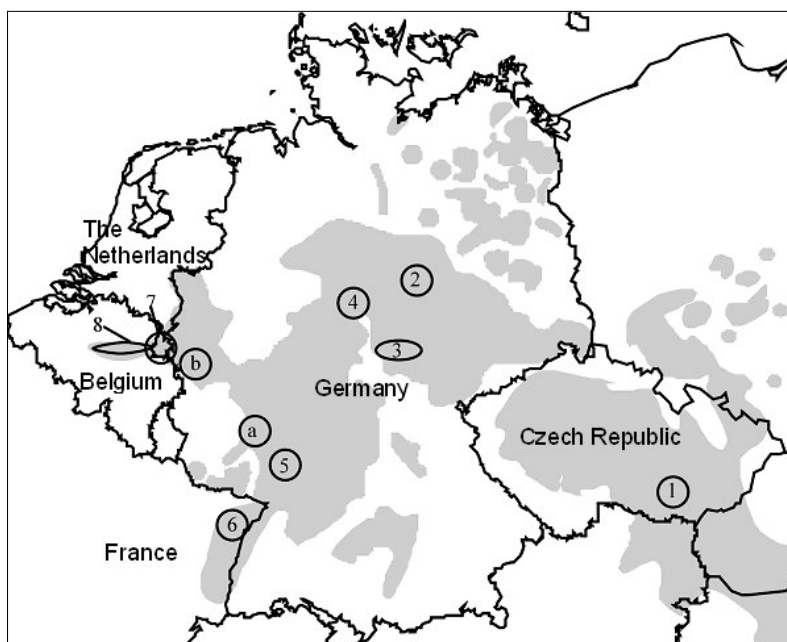 The
Netherlands
7
8
Belgium
b
a
5
6
France
4
2
3
Germany
Czech Republic
1